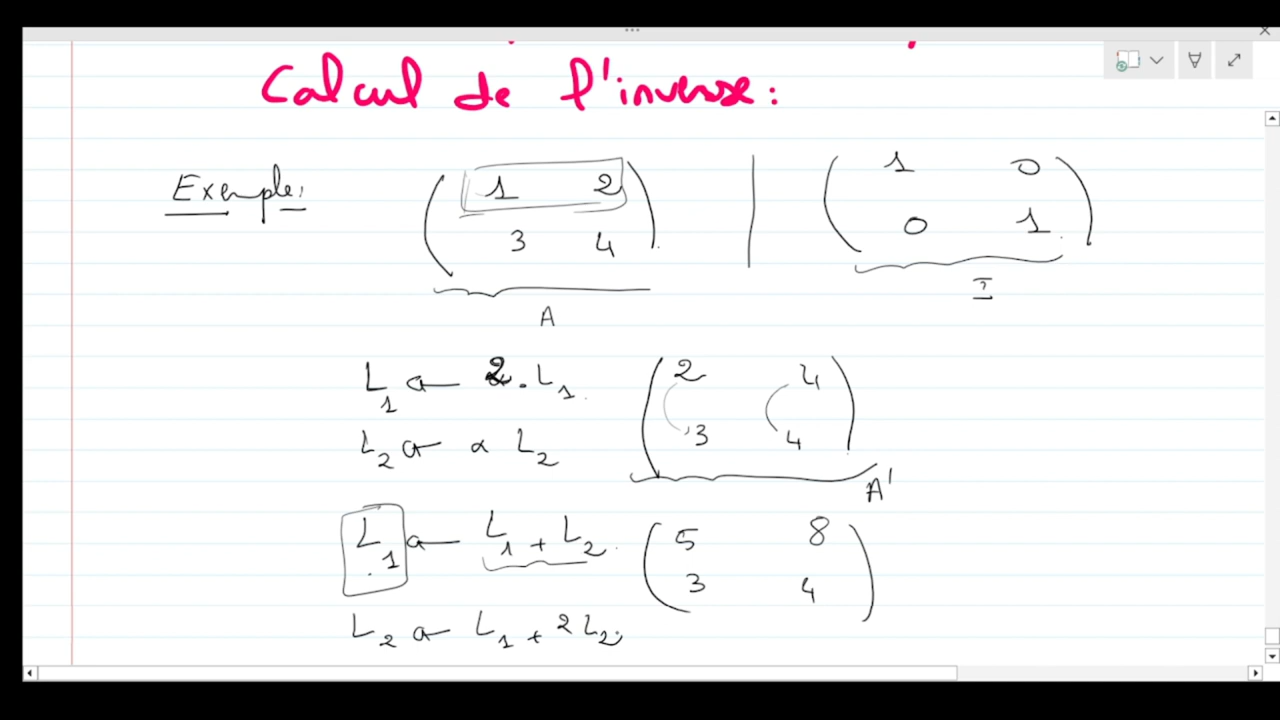 Calcul de l'inverse:
Exemple: ( 1 2 | ( 1 0
3 4 ) 0 1 )
A I
L1 ← 2. L1. ( 2 4
L2 ← α L2 3 4 )
A'
L1 ← L1 + L2. ( 5 8
3 4 )
L2 ← L1 + 2L2.